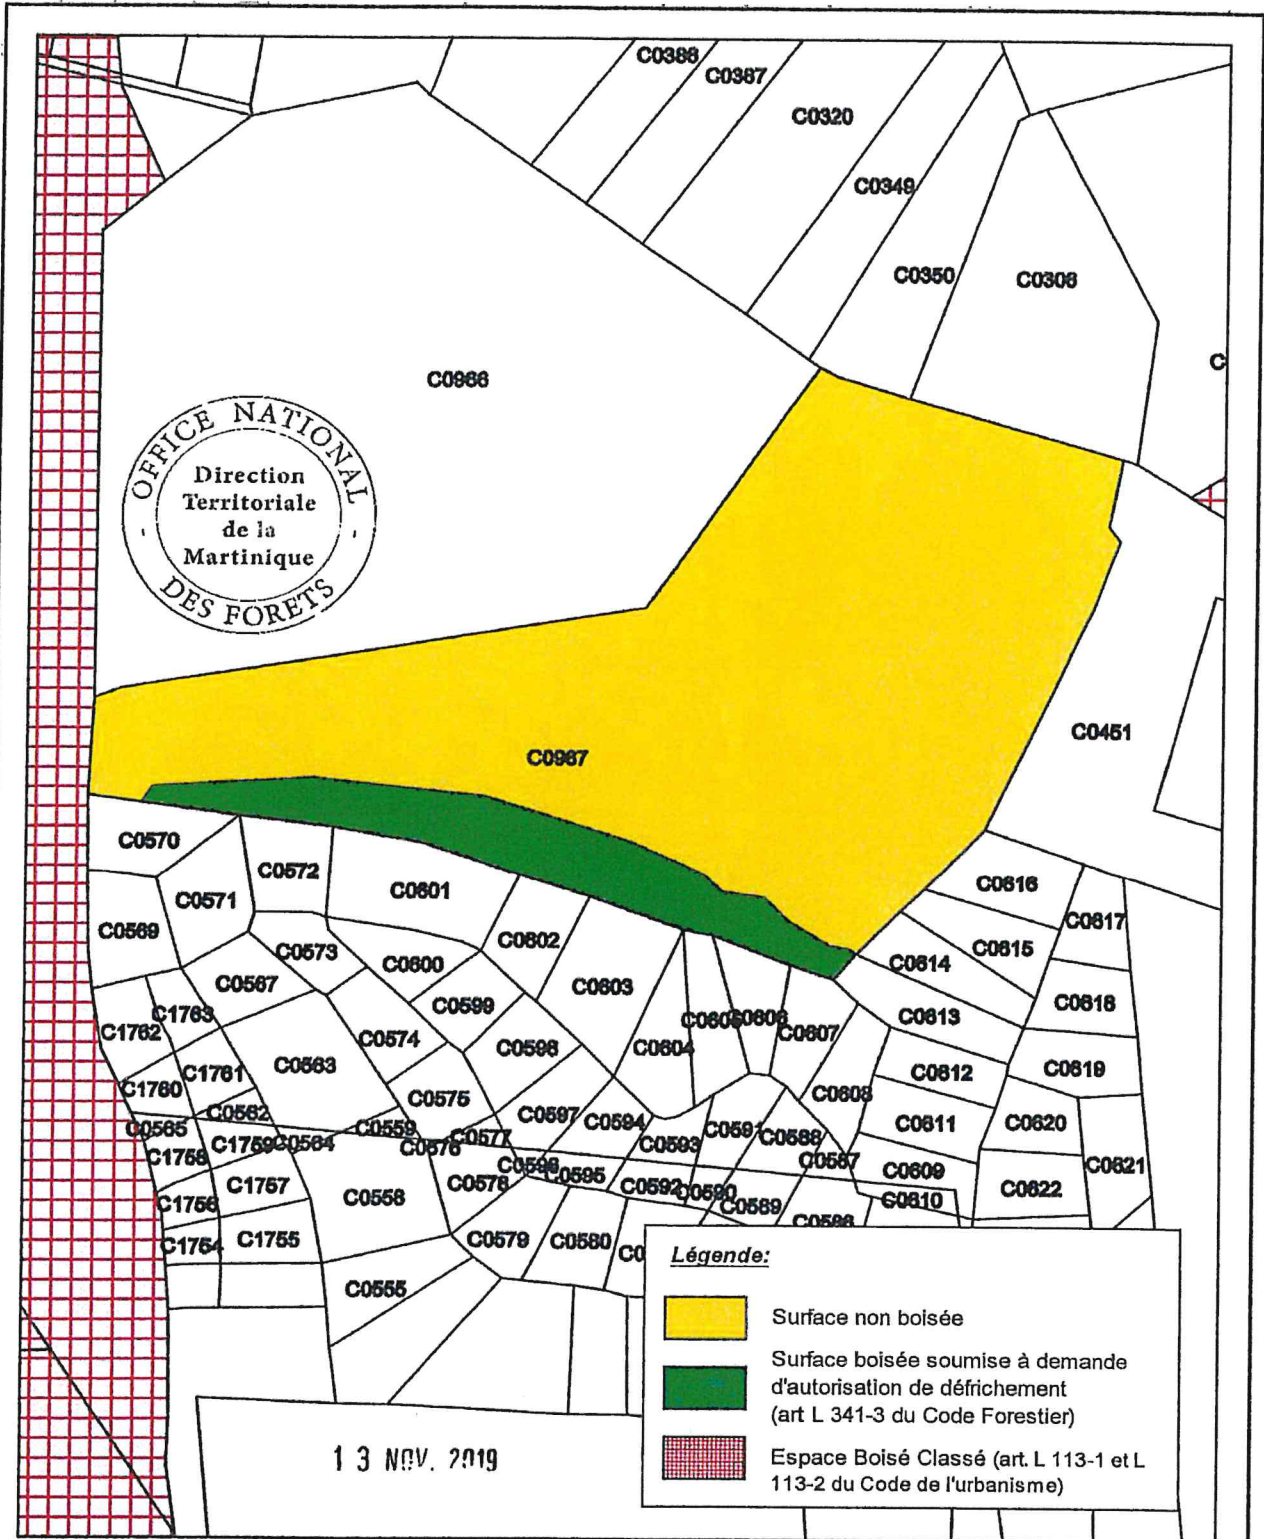 C0386
C0387
C0320
C0349
C0350
C0306
C
C0966
OFFICE NATIONAL
Direction
Territoriale
de la
Martinique
- DES FORETS -
C0451
C0967
C0570
C0572
C0571
C0601
C0616
C0617
C0569
C0602
C0573
C0600
C0614
C0615
C0567
C0603
C0599
C0618
C1763
C1762
C0613
C0605
C0606
C0607
C0574
C0598
C0604
C0563
C1761
C0612
C0619
C1760
C0575
C0608
C0562
C0597
C0594
C0611
C0620
C0565
C0559
C0577
C0591
C0588
C1759
C0564
C0576
C0593
C1758
C0587
C0596
C0595
C0609
C0621
C1757
C0578
C0592
C0590
C0622
C0558
C1756
C0589
C0610
C0586
C1754
C1755
C0579
C0580
C0
C0555
Légende:
Surface non boisée
Surface boisée soumise à demande
d'autorisation de défrichement
(art L 341-3 du Code Forestier)
Espace Boisé Classé (art. L 113-1 et L
113-2 du Code de l'urbanisme)
13 NOV. 2019